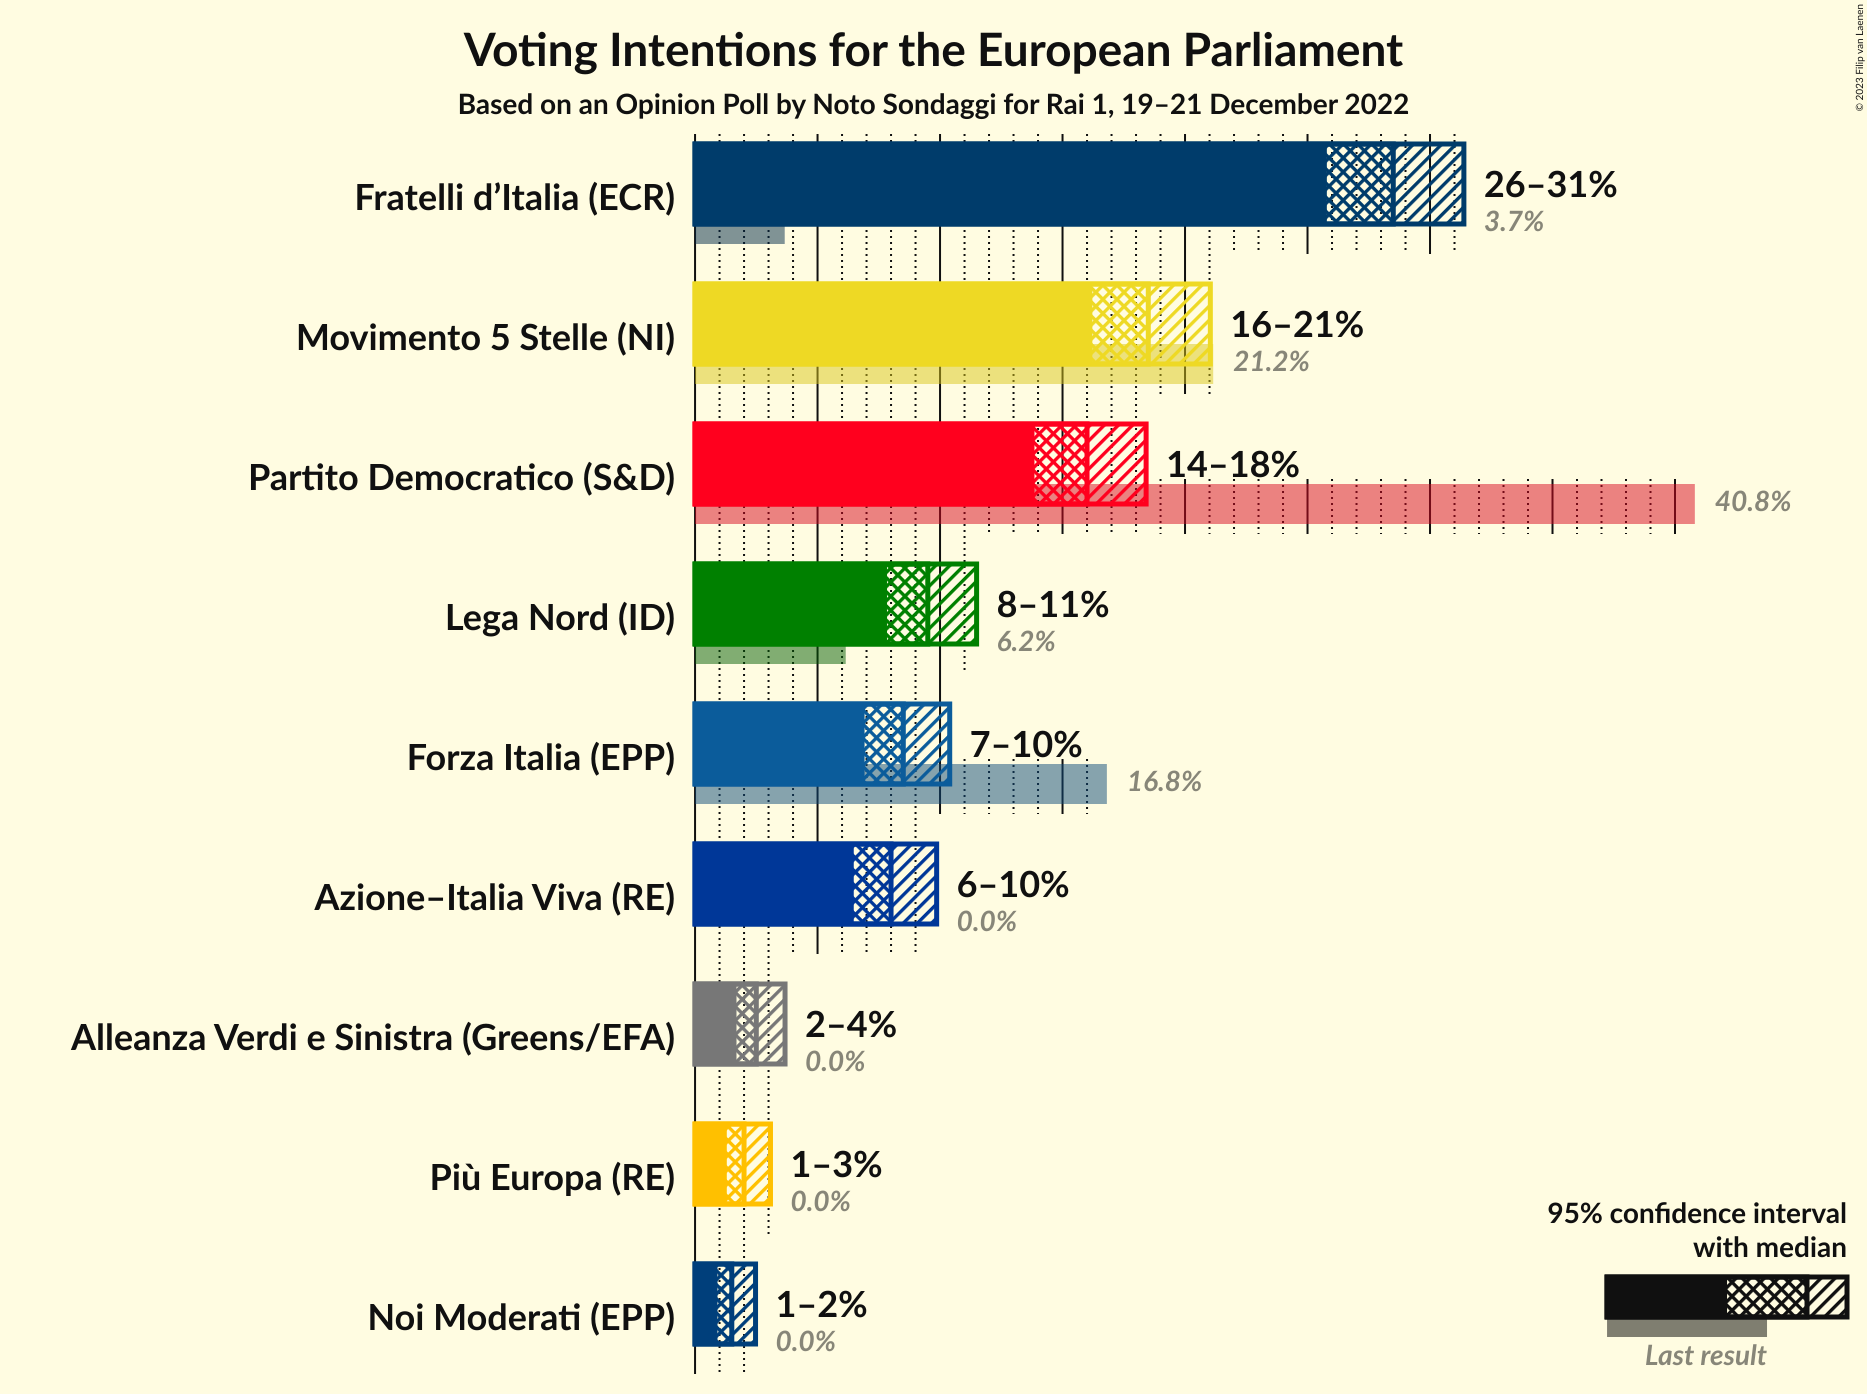 Voting Intentions for the European Parliament
Based on an Opinion Poll by Noto Sondaggi for Rai 1, 19–21 December 2022
© 2023 Filip van Laenen
Fratelli d’Italia (ECR)
26–31%
3.7%
Movimento 5 Stelle (NI)
16–21%
21.2%
Partito Democratico (S&D)
14–18%
40.8%
Lega Nord (ID)
8–11%
6.2%
Forza Italia (EPP)
7–10%
16.8%
Azione–Italia Viva (RE)
6–10%
0.0%
Alleanza Verdi e Sinistra (Greens/EFA)
2–4%
0.0%
Più Europa (RE)
1–3%
0.0%
Noi Moderati (EPP)
1–2%
0.0%
95% confidence interval
with median
Last result